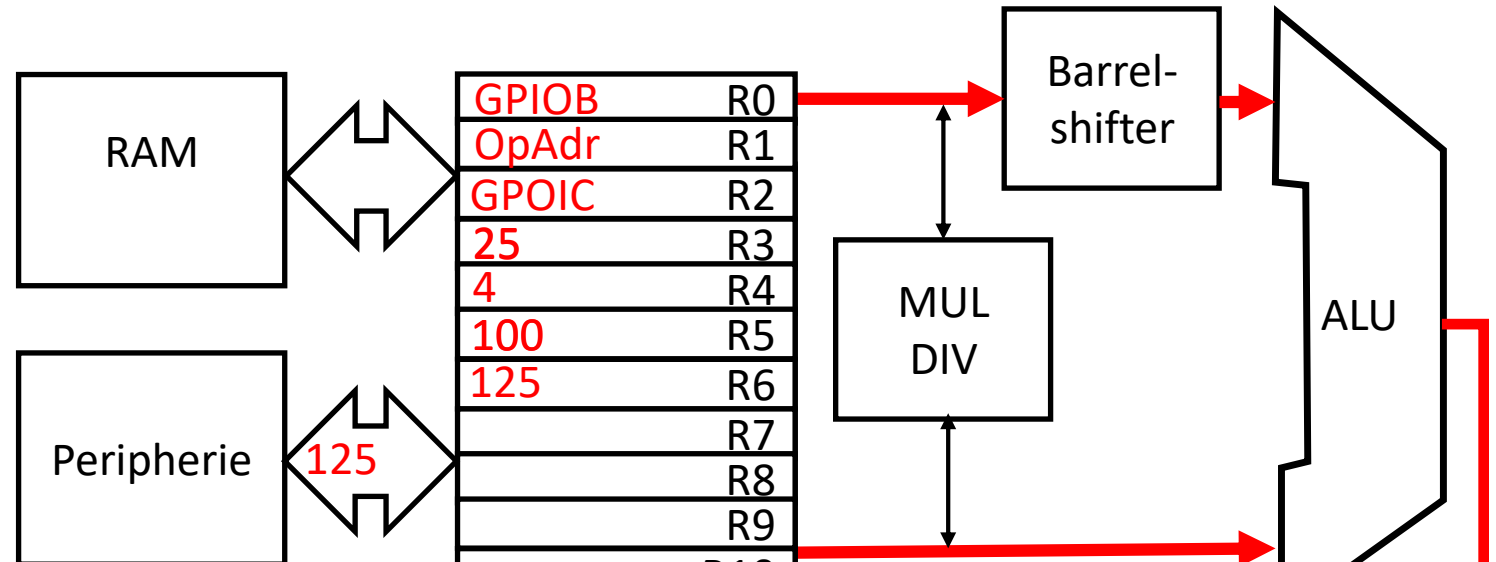 RAM
Peripherie
125
GPIOB R0
OpAdr R1
GPOIC R2
25 R3
4 R4
100 R5
125 R6
R7
R8
R9
Barrel-
shifter
MUL
DIV
ALU